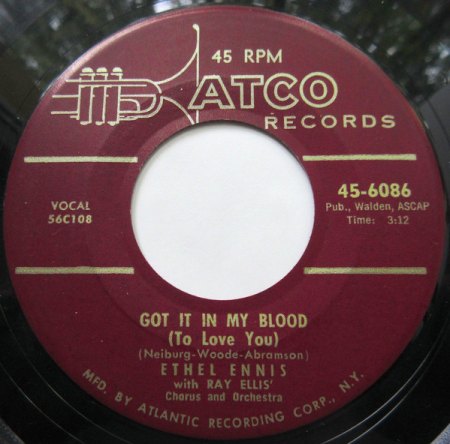 45 RPM
ATCO
RECORDS
VOCAL
56C108
45-6086
Pub., Walden, ASCAP
Time: 3:12
GOT IT IN MY BLOOD
(To Love You)
(Neiburg-Woode-Abramson)
ETHEL ENNIS
with RAY ELLIS'
Chorus and Orchestra
MFD. BY ATLANTIC RECORDING CORP., N.Y.